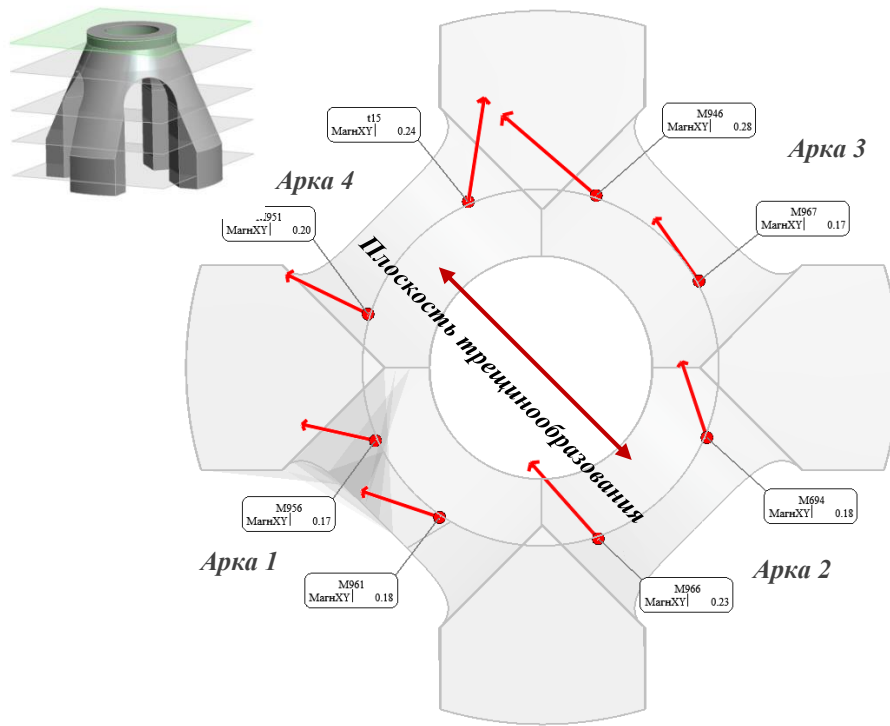 t15
МагнXY 0.24
M946
МагнXY 0.28
Арка 3
Арка 4
...951
МагнXY 0.20
M967
МагнXY 0.17
Плоскость трещинообразования
M956
МагнXY 0.17
M694
МагнXY 0.18
Арка 1
Арка 2
M961
МагнXY 0.18
M966
МагнXY 0.23